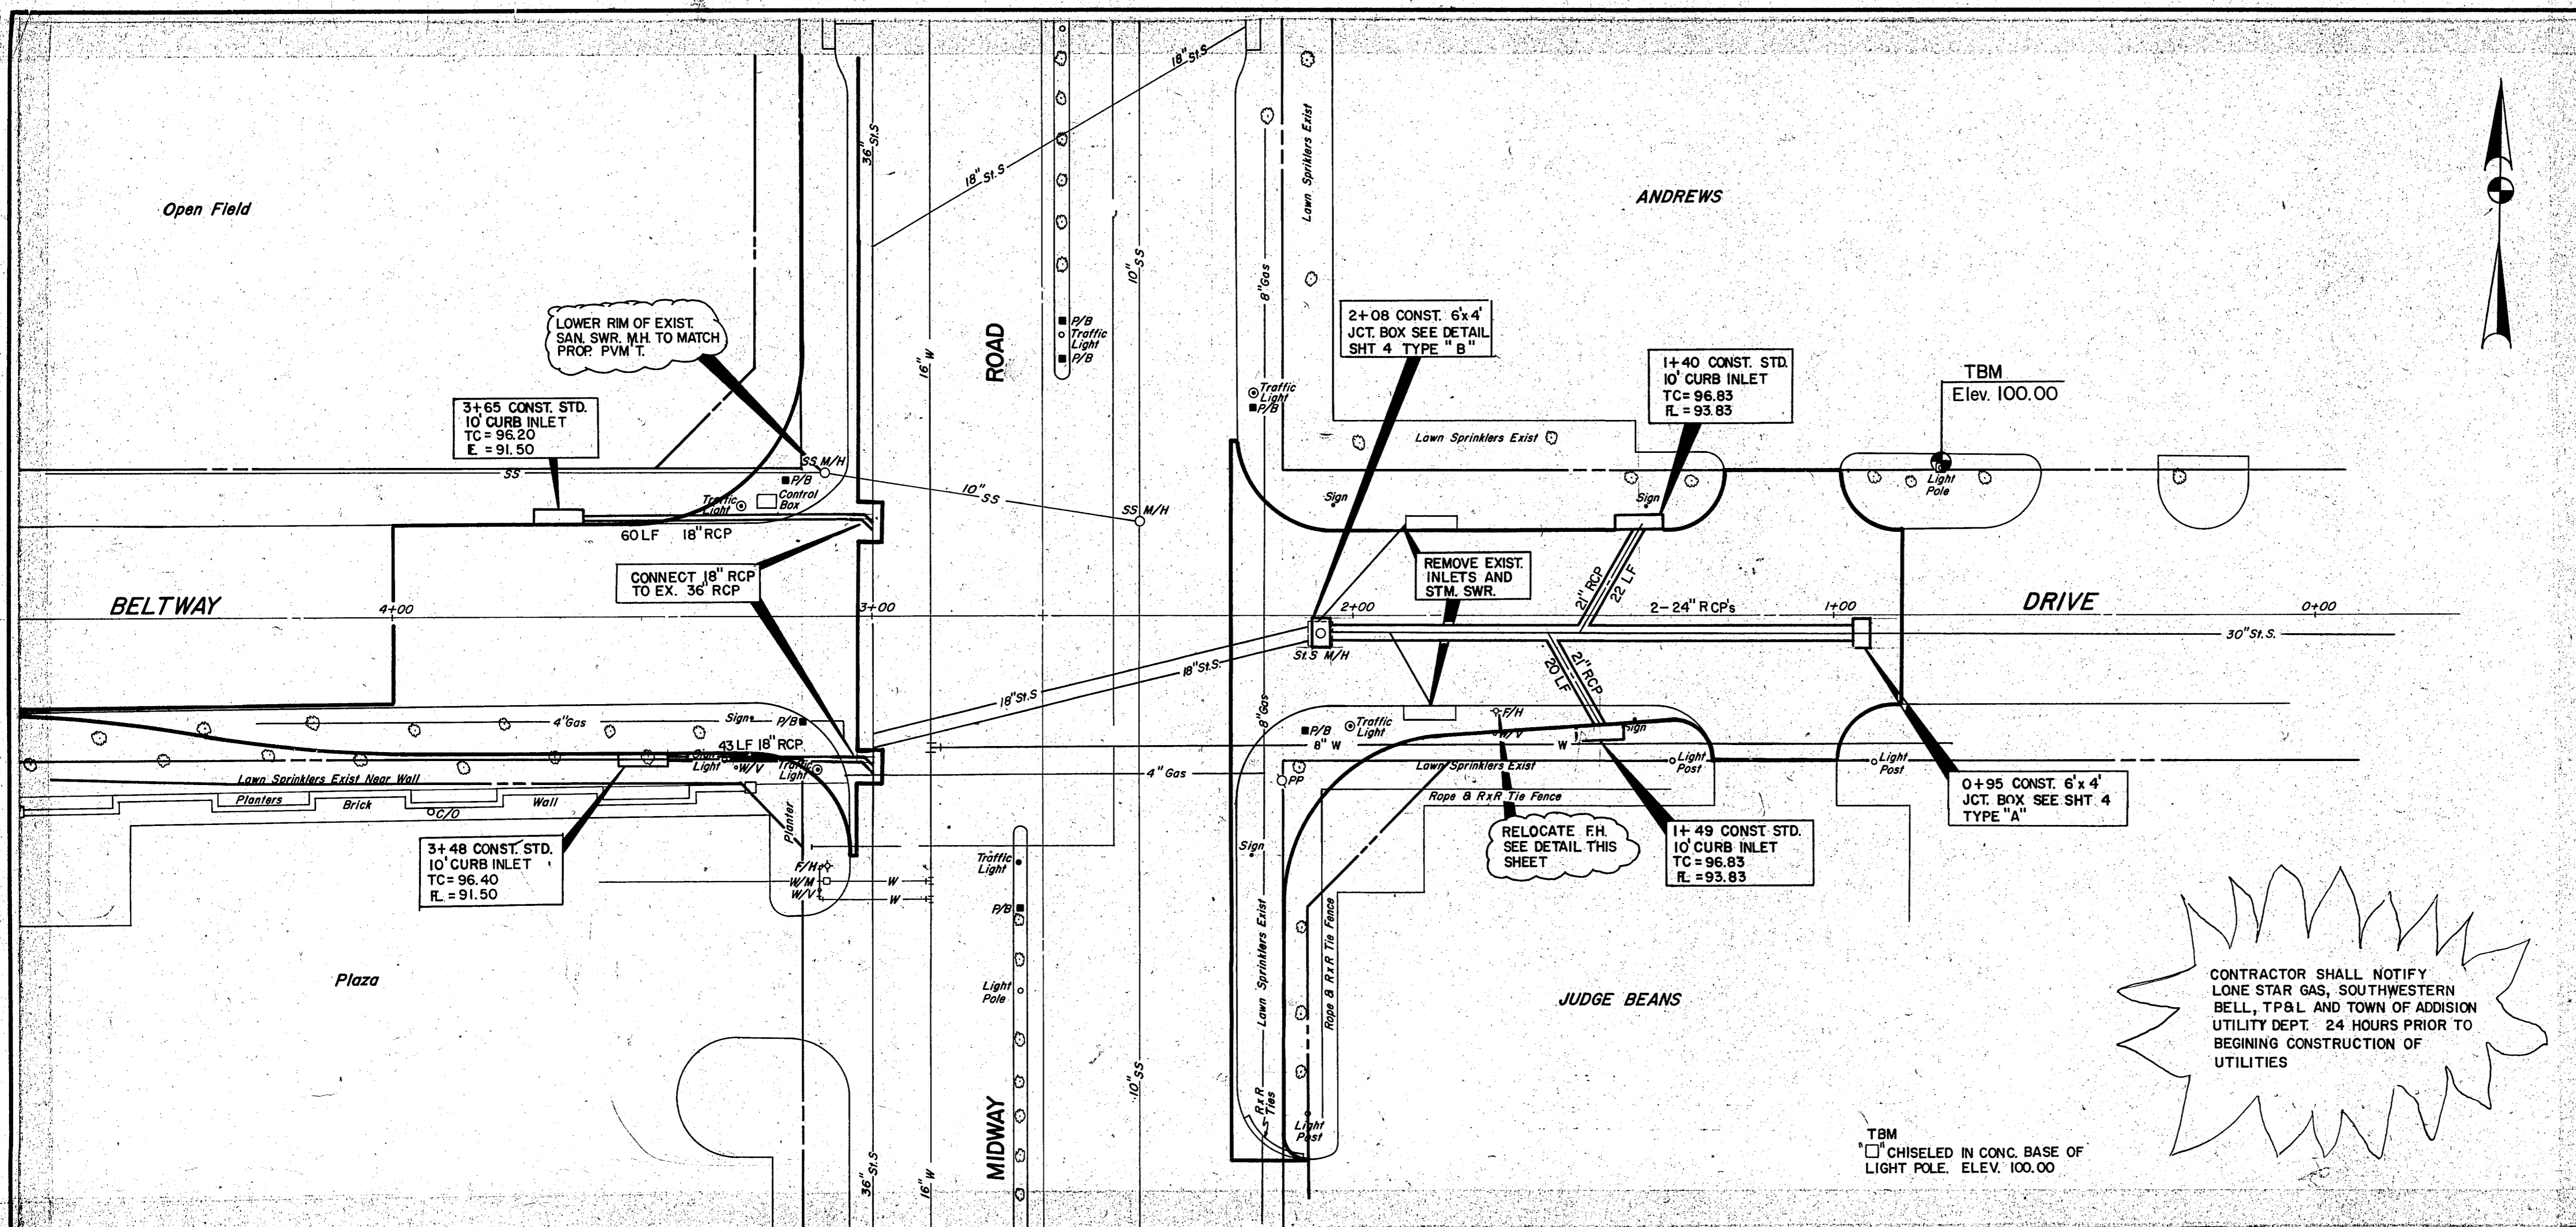 18" St.S
36" St.S
18" St.S
Lawn Sprinklers Exist
Open Field
ANDREWS
10" SS
8" Gas
LOWER RIM OF EXIST.
SAN. SWR. M.H. TO MATCH
PROP. PVM'T.
16" W
ROAD
P/B
Traffic
Light
P/B
2+08 CONST. 6'x4'
JCT. BOX SEE DETAIL
SHT 4 TYPE "B"
1+40 CONST. STD.
10' CURB INLET
TC= 96.83
FL = 93.83
TBM
Elev. 100.00
Traffic
Light
P/B
3+65 CONST. STD.
10' CURB INLET
TC = 96.20
FL = 91.50
Lawn Sprinklers Exist
SS
SS M/H
P/B
Control
Box
Traffic
Light
10" SS
SS M/H
Sign
Sign
Light
Pole
60 LF 18" RCP
CONNECT 18" RCP
TO EX. 36" RCP
REMOVE EXIST.
INLETS AND
STM. SWR.
21" RCP
22 LF
BELTWAY
4+00
3+00
2+00
2-24" RCP's
1+00
DRIVE
0+00
30" St.S.
St.S M/H
18" St.S.
18" St.S
20 LF
21" RCP
4" Gas
Sign
P/B
8" Gas
P/B
Traffic
Light
F/H
W/V
Sign
43 LF 18" RCP
Light
W/V
Traffic
Light
8" W
W
Lawn Sprinklers Exist Near Wall
4" Gas
PP
Lawn Sprinklers Exist
Light
Post
Light
Post
Planters
Brick
Wall
C/O
Planter
Rope & RxR Tie Fence
0+95 CONST. 6'x 4'
JCT. BOX SEE SHT 4
TYPE "A"
3+48 CONST. STD.
10' CURB INLET
TC= 96.40
FL = 91.50
RELOCATE F.H.
SEE DETAIL THIS
SHEET
1+49 CONST STD.
10' CURB INLET
TC = 96.83
FL = 93.83
F/H
W/M
W/V
W
W
Traffic
Light
P/B
Sign
Light
Pole
Lawn Sprinklers Exist
Rope & RxR Tie Fence
Plaza
JUDGE BEANS
CONTRACTOR SHALL NOTIFY
LONE STAR GAS, SOUTHWESTERN
BELL, TP&L AND TOWN OF ADDISION
UTILITY DEPT. 24 HOURS PRIOR TO
BEGINING CONSTRUCTION OF
UTILITIES
10" SS
RxR
Ties
Light
Post
36" St.S
16" W
MIDWAY
TBM
"□" CHISELED IN CONC. BASE OF
LIGHT POLE. ELEV. 100.00